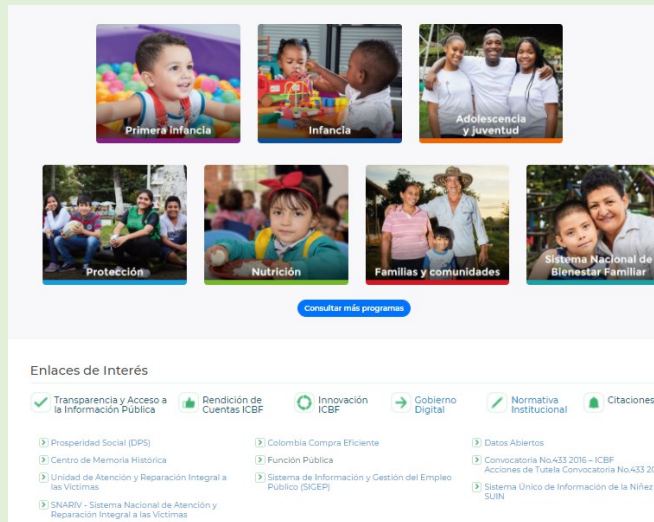 Primera infancia
Infancia
Adolescencia
y juventud
Protección
Nutrición
Familias y comunidades
Sistema Nacional de
Bienestar Familiar
Consultar más programas
Enlaces de Interés
Transparencia y Acceso a
la Información Pública
Rendición de
Cuentas ICBF
Innovación
ICBF
Gobierno
Digital
Normativa
Institucional
Citaciones
Prosperidad Social (DPS)
Centro de Memoria Histórica
Unidad de Atención y Reparación Integral a
las Víctimas
SNARIV - Sistema Nacional de Atención y
Reparación Integral a las Víctimas
Colombia Compra Eficiente
Función Pública
Sistema de Información y Gestión del Empleo
Público (SIGEP)
Datos Abiertos
Convocatoria No.433 2016 – ICBF
Acciones de Tutela Convocatoria No.433 20
Sistema Único de Información de la Niñez
SUIN